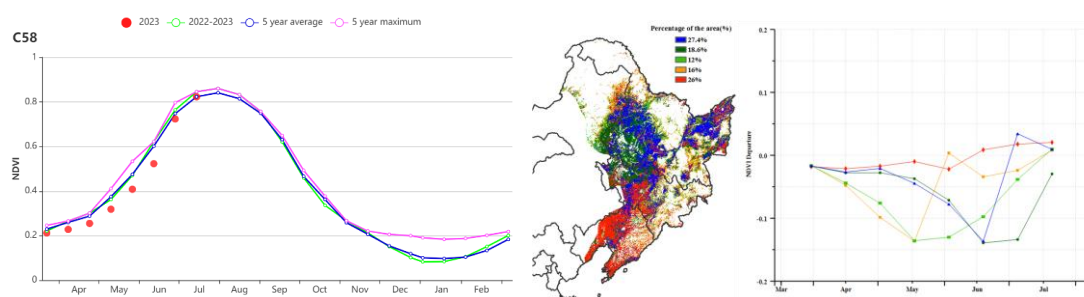 2023 2022-2023 5 year average 5 year maximum
C58
1
0.8
0.6
0.4
0.2
0
NDVI
Apr May Jun Jul Aug Sep Oct Nov Dec Jan Feb
Percentage of the area(%)
27.4%
18.6%
12%
16%
26%
0.2
0.1
0.0
-0.1
-0.2
NDVI Departure
Mar Apr May Jun Jul